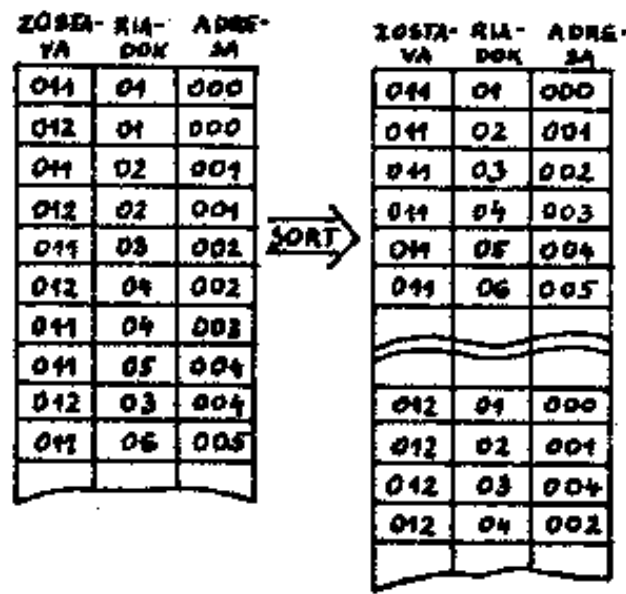 ZOSTA- RIA- ADRE-
VA DOK SA
011 01 000
012 01 000
011 02 001
012 02 001
011 03 002
012 04 002
011 04 003
011 05 004
012 03 004
011 06 005
SORT
ZOSTA- RIA- ADRE-
VA DOK SA
011 01 000
011 02 001
011 03 002
011 04 003
011 05 004
011 06 005
012 01 000
012 02 001
012 03 004
012 04 002